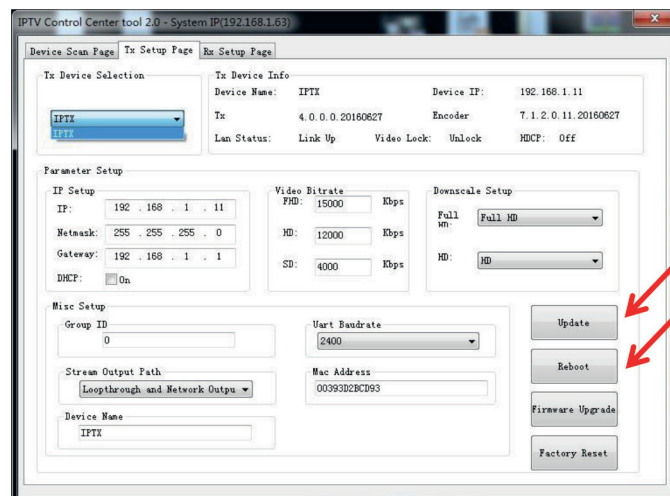 IPTV Control Center tool 2.0 - System IP(192.168.1.63)
Device Scan Page Tx Setup Page Rx Setup Page
Tx Device Selection
IPTX
IPTX
Tx Device Info
Device Name: IPTX Device IP: 192.168.1.11
Tx 4.0.0.0.20160627 Encoder 7.1.2.0.11.20160627
Lan Status: Link Up Video Lock: Unlock HDCP: Off
Parameter Setup
IP Setup
IP: 192 . 168 . 1 . 11
Netmask: 255 . 255 . 255 . 0
Gateway: 192 . 168 . 1 . 1
DHCP: On
Video Bitrate
FHD: 15000 Kbps
HD: 12000 Kbps
SD: 4000 Kbps
Downscale Setup
Full Full HD
HD: HD
Misc Setup
Group ID
0
Uart Baudrate
2400
Stream Output Path
Loopthrough and Network Outpu
Mac Address
00393D2BCD93
Device Name
IPTX
Update
Reboot
Firmware Upgrade
Factory Reset